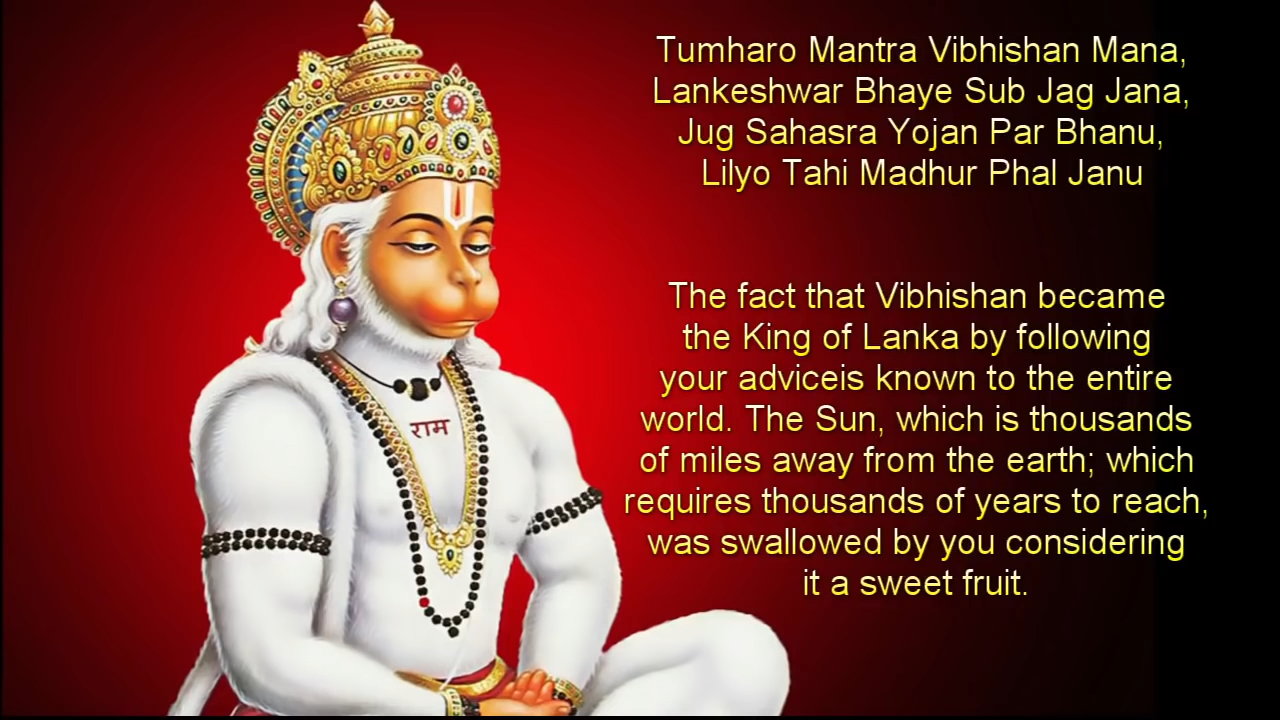 Tumharo Mantra Vibhishan Mana,
Lankeshwar Bhaye Sub Jag Jana,
Jug Sahasra Yojan Par Bhanu,
Lilyo Tahi Madhur Phal Janu
The fact that Vibhishan became
the King of Lanka by following
your adviceis known to the entire
world. The Sun, which is thousands
of miles away from the earth; which
requires thousands of years to reach,
was swallowed by you considering
it a sweet fruit.
राम